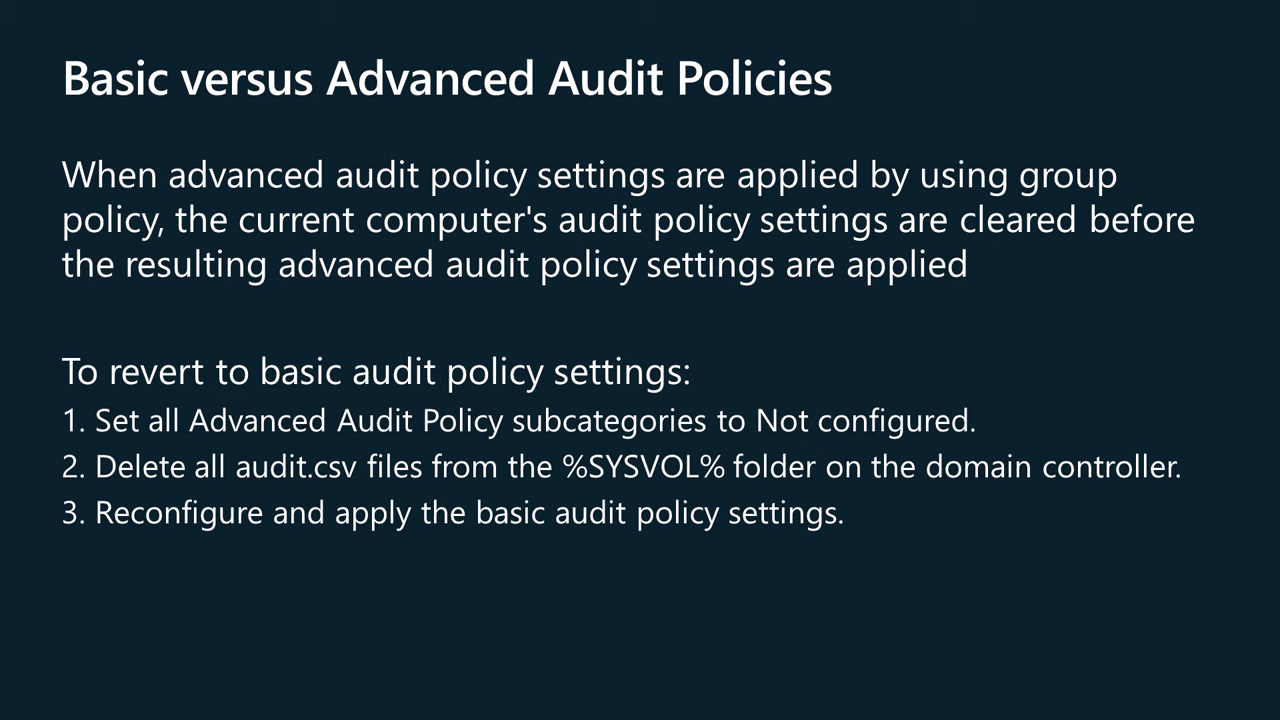 Basic versus Advanced Audit Policies
When advanced audit policy settings are applied by using group
policy, the current computer's audit policy settings are cleared before
the resulting advanced audit policy settings are applied
To revert to basic audit policy settings:
1. Set all Advanced Audit Policy subcategories to Not configured.
2. Delete all audit.csv files from the %SYSVOL% folder on the domain controller.
3. Reconfigure and apply the basic audit policy settings.